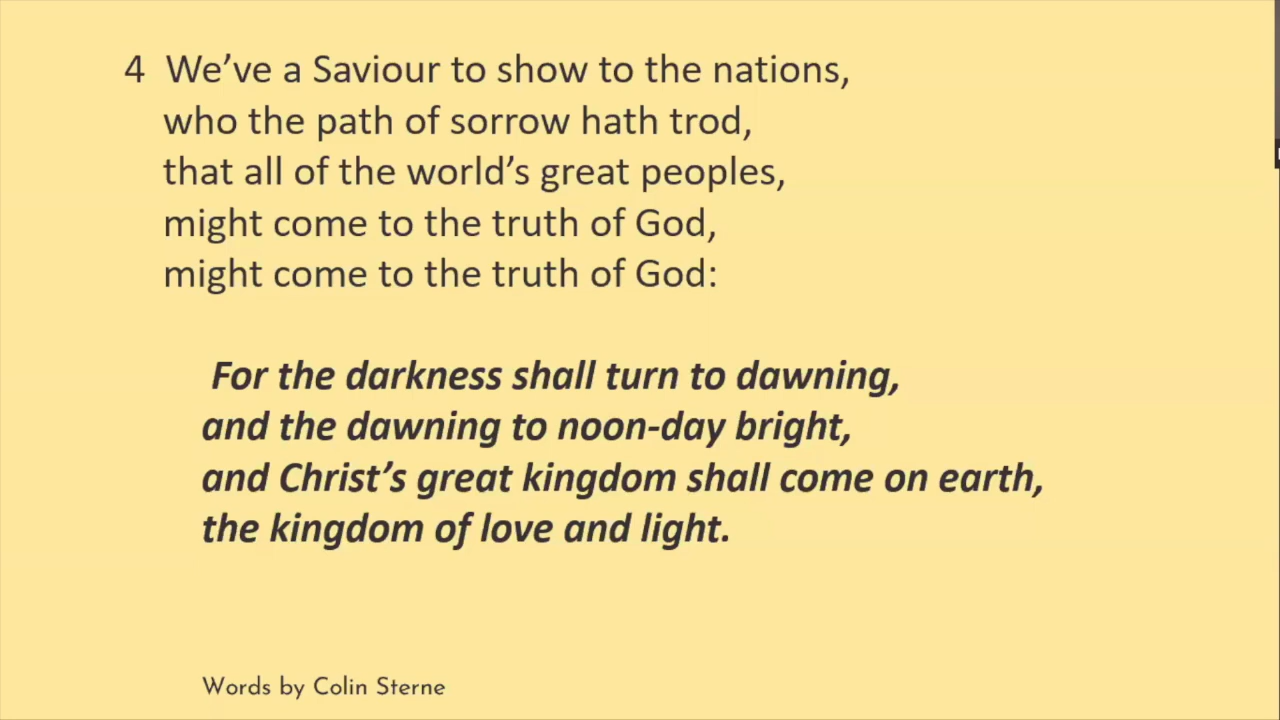 4 We’ve a Saviour to show to the nations,
who the path of sorrow hath trod,
that all of the world’s great peoples,
might come to the truth of God,
might come to the truth of God:
For the darkness shall turn to dawning,
and the dawning to noon-day bright,
and Christ’s great kingdom shall come on earth,
the kingdom of love and light.
Words by Colin Sterne